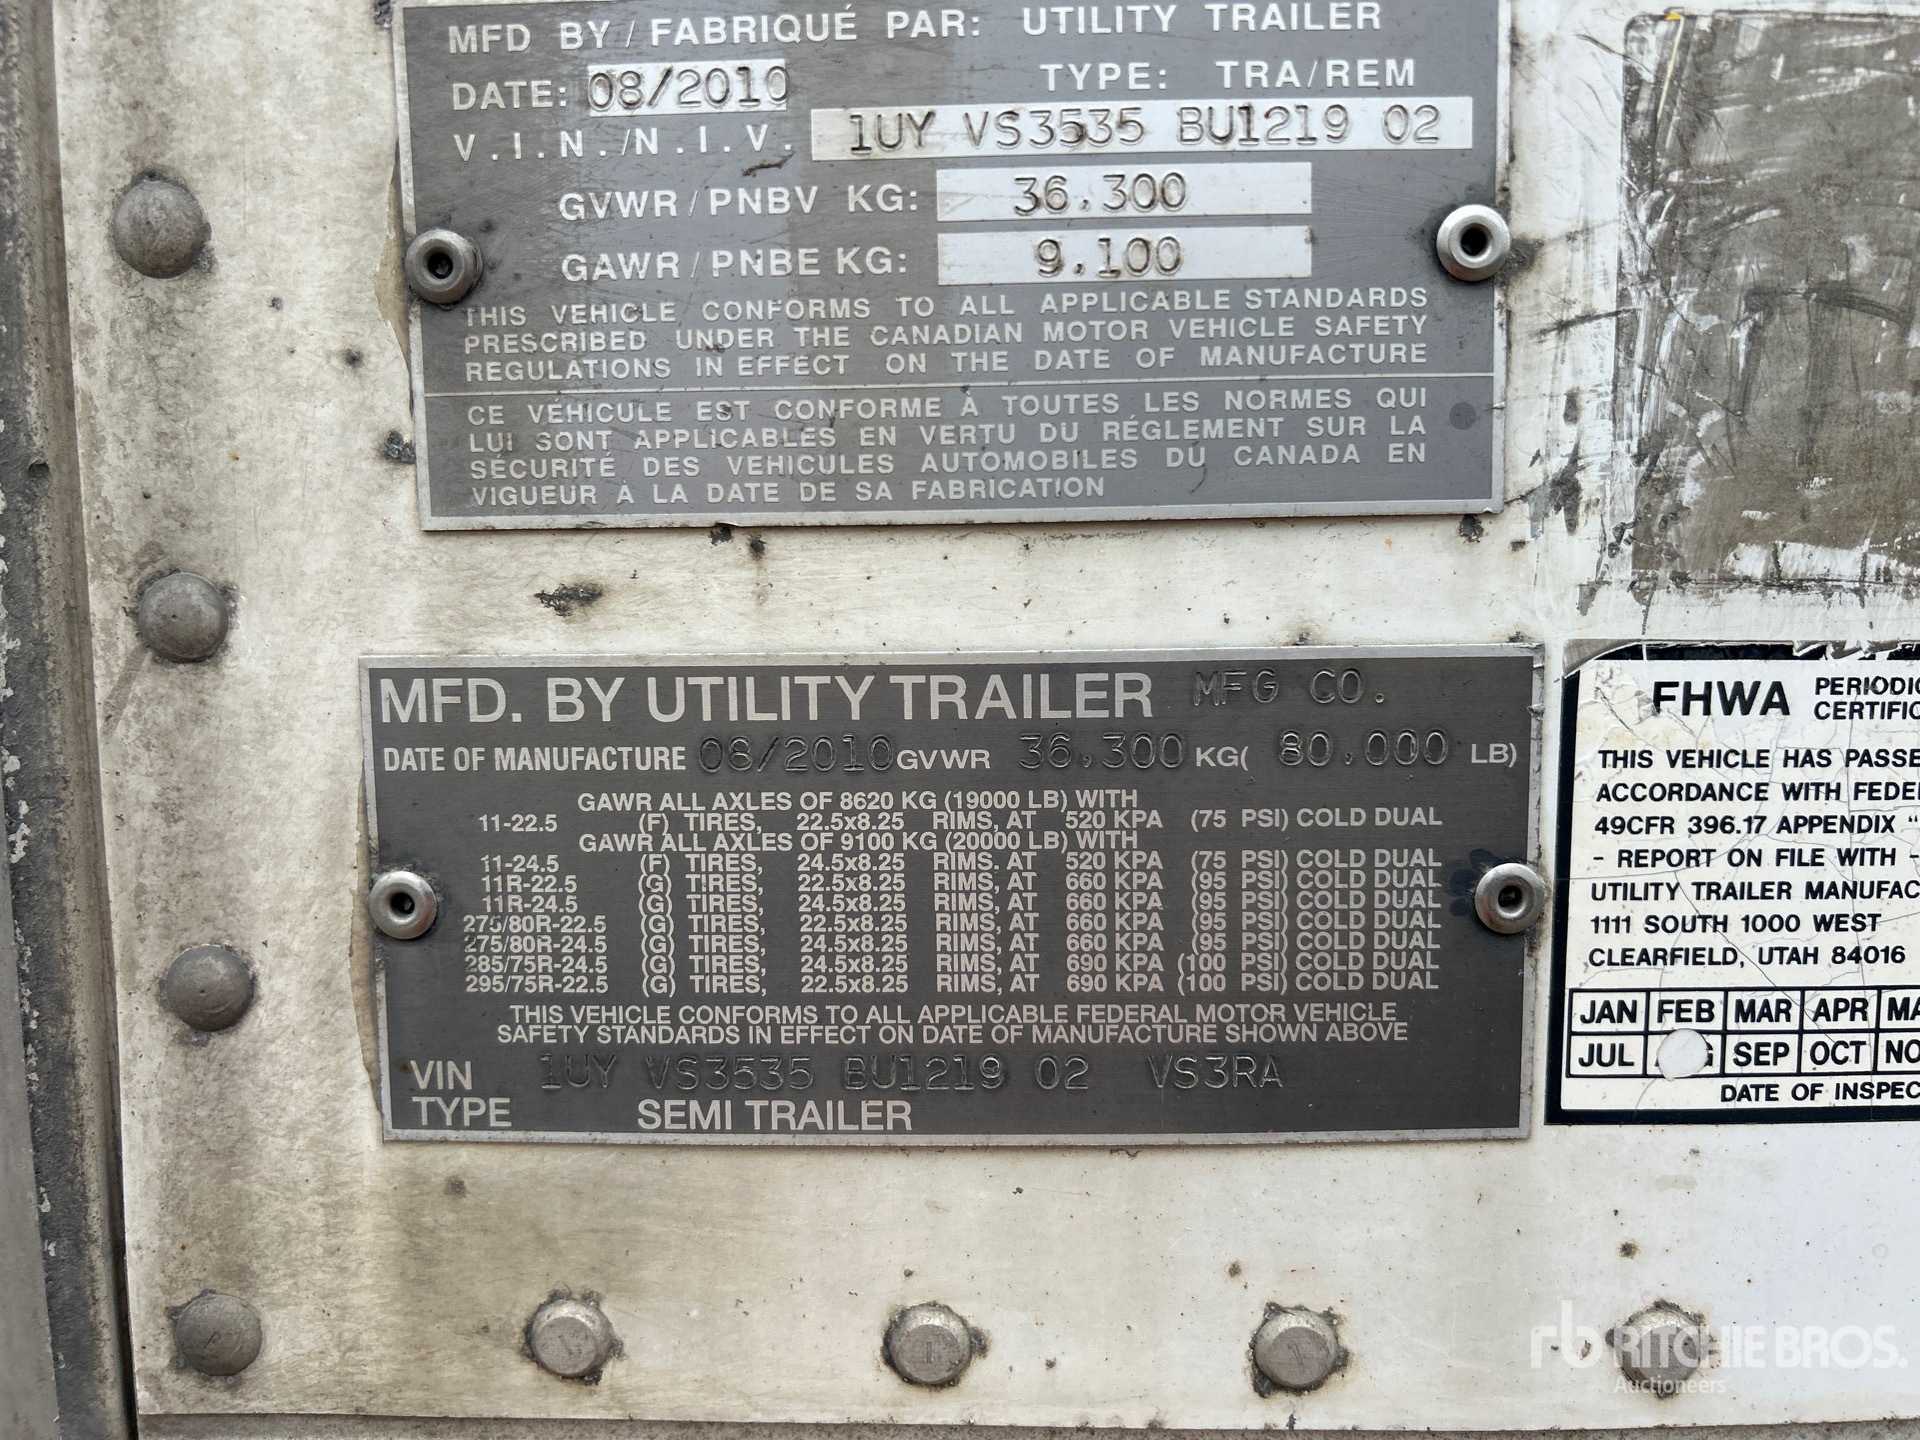 MFD BY / FABRIQUÉ PAR: UTILITY TRAILER
DATE: 08/2010 TYPE: TRA/REM
V.I.N./N.I.V. 1UY VS3535 BU1219 02
GVWR/PNBV KG: 36,300
GAWR/PNBE KG: 9,100
THIS VEHICLE CONFORMS TO ALL APPLICABLE STANDARDS
PRESCRIBED UNDER THE CANADIAN MOTOR VEHICLE SAFETY
REGULATIONS IN EFFECT ON THE DATE OF MANUFACTURE
CE VÉHICULE EST CONFORME À TOUTES LES NORMES QUI
LUI SONT APPLICABLES EN VERTU DU RÉGLEMENT SUR LA
SÉCURITÉ DES VEHICULES AUTOMOBILES DU CANADA EN
VIGUEUR À LA DATE DE SA FABRICATION
MFD. BY UTILITY TRAILER MFG CO.
DATE OF MANUFACTURE 08/2010 GVWR 36,300 KG( 80,000 LB)
GAWR ALL AXLES OF 8620 KG (19000 LB) WITH
11-22.5 (F) TIRES, 22.5x8.25 RIMS, AT 520 KPA (75 PSI) COLD DUAL
GAWR ALL AXLES OF 9100 KG (20000 LB) WITH
11-24.5 (F) TIRES, 24.5x8.25 RIMS. AT 520 KPA (75 PSI) COLD DUAL
11R-22.5 (G) TIRES, 22.5x8.25 RIMS, AT 660 KPA (95 PSI) COLD DUAL
11R-24.5 (G) TIRES, 24.5x8.25 RIMS, AT 660 KPA (95 PSI) COLD DUAL
275/80R-22.5 (G) TIRES, 22.5x8.25 RIMS, AT 660 KPA (95 PSI) COLD DUAL
275/80R-24.5 (G) TIRES, 24.5x8.25 RIMS, AT 660 KPA (95 PSI) COLD DUAL
285/75R-24.5 (G) TIRES, 24.5x8.25 RIMS, AT 690 KPA (100 PSI) COLD DUAL
295/75R-22.5 (G) TIRES, 22.5x8.25 RIMS, AT 690 KPA (100 PSI) COLD DUAL
THIS VEHICLE CONFORMS TO ALL APPLICABLE FEDERAL MOTOR VEHICLE
SAFETY STANDARDS IN EFFECT ON DATE OF MANUFACTURE SHOWN ABOVE
VIN 1UY VS3535 BU1219 02 VS3RA
TYPE SEMI TRAILER
FHWA PERIODIC
CERTIFIC
THIS VEHICLE HAS PASSE
ACCORDANCE WITH FEDE
49CFR 396.17 APPENDIX "
- REPORT ON FILE WITH -
UTILITY TRAILER MANUFAC
1111 SOUTH 1000 WEST
CLEARFIELD, UTAH 84016
JAN FEB MAR APR MA
JUL SEP OCT NO
DATE OF INSPEC
rb RITCHIE BROS.
Auctioneers